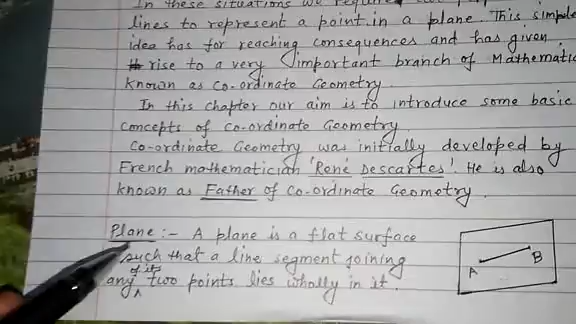 In these situations we require
lines to represent a point in a plane. This simple
idea has for reaching consequences and has given
rise to a very important branch of Mathematic
known as Co-ordinate Geometry.
In this chapter our aim is to introduce some basic
concepts of co-ordinate Geometry.
Co-ordinate Geometry was initially developed by
French mathematician 'René Descartes'. He is also
known as Father of Co-ordinate Geometry.
Plane :- A plane is a flat surface
such that a line segment joining
any of its two points lies wholly in it.
A B